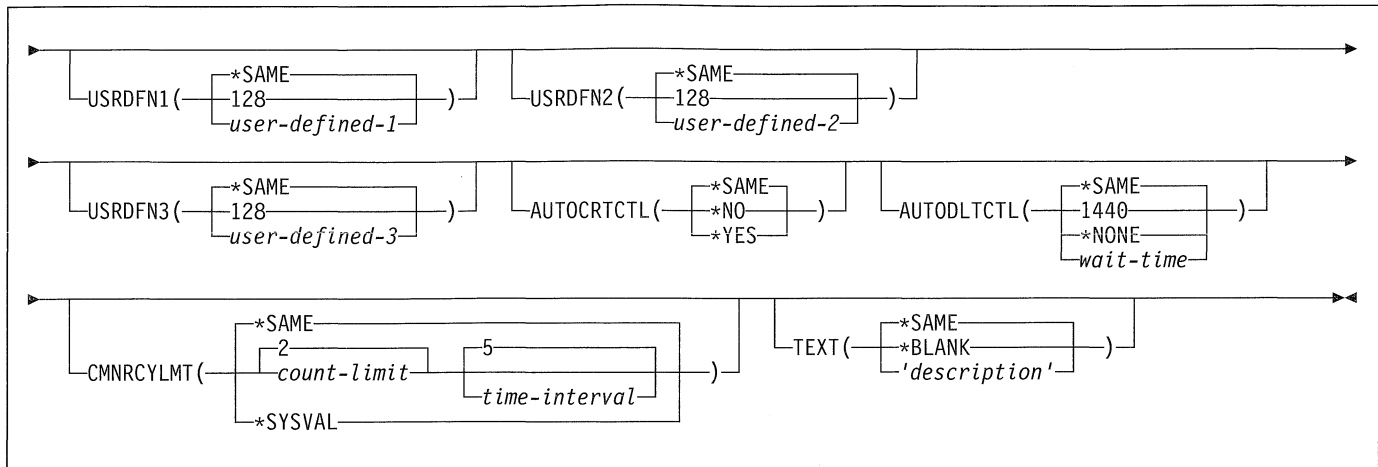 *SAME
USRDFN1( 128 )
user-defined-1
*SAME
USRDFN2( 128 )
user-defined-2
*SAME
USRDFN3( 128 )
user-defined-3
*SAME
AUTOCRTCTL( *NO )
*YES
*SAME
AUTODLTCTL( 1440 )
*NONE
wait-time
*SAME
2 5
CMNRCYLMT( count-limit )
time-interval
*SYSVAL
*SAME
TEXT( *BLANK )
'description'